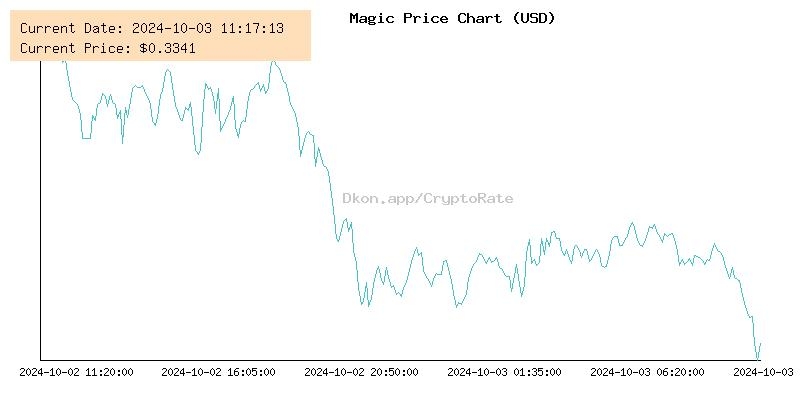 Magic Price Chart (USD)
Current Date: 2024-10-03 11:17:13
Current Price: $0.3341
Dkon.app/CryptoRate
2024-10-02 11:20:00 2024-10-02 16:05:00 2024-10-02 20:50:00 2024-10-03 01:35:00 2024-10-03 06:20:00 2024-10-03